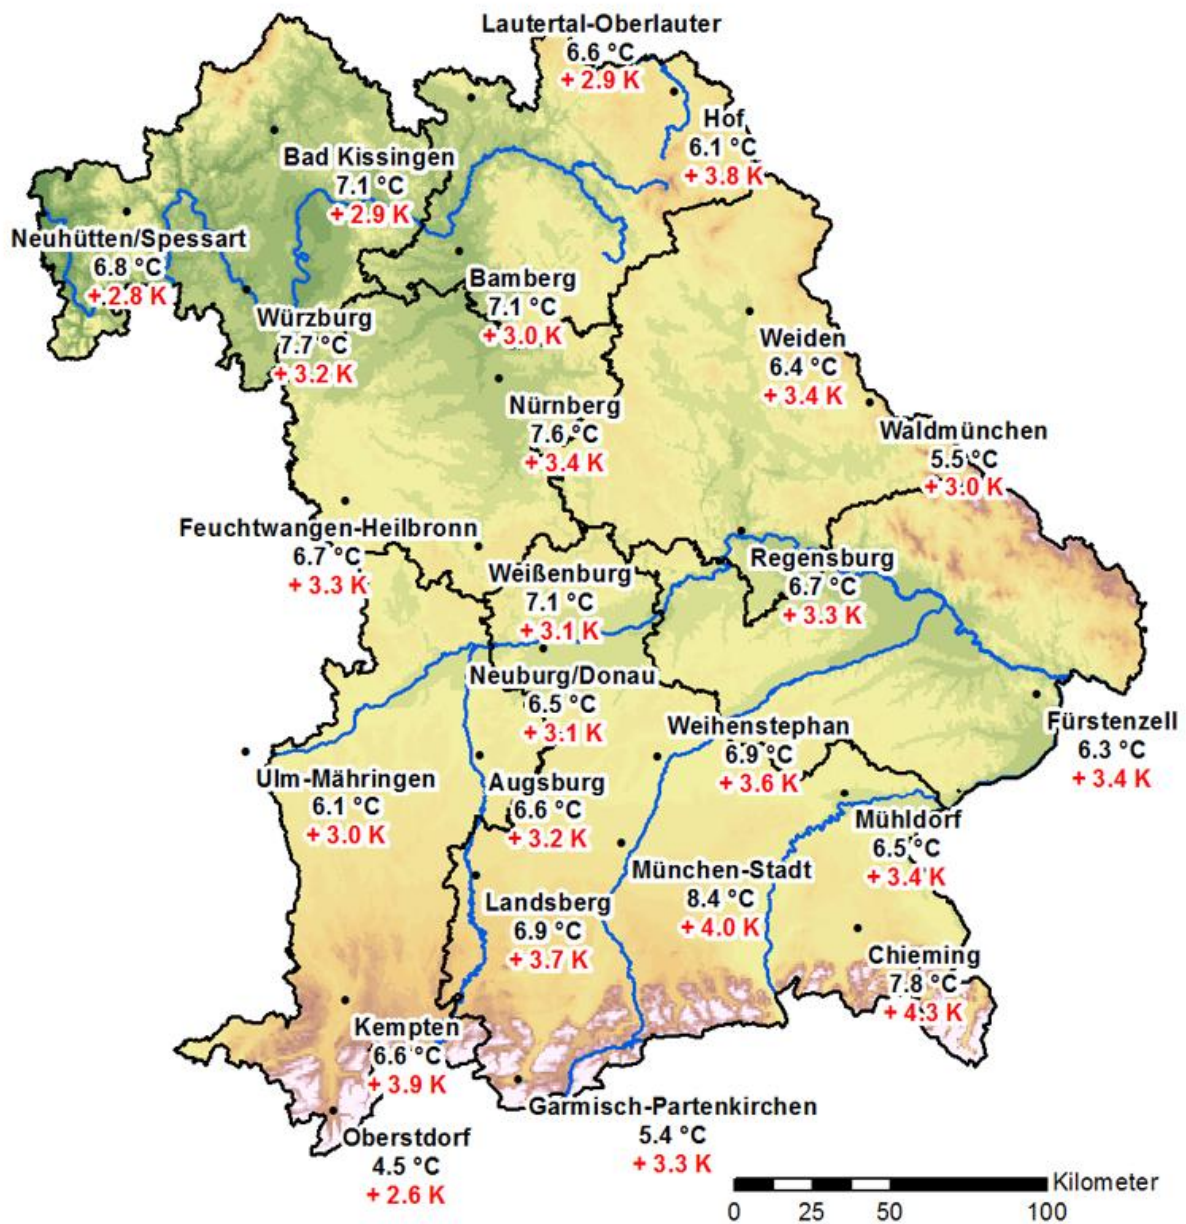 Lautertal-Oberlauter
6.6 °C
+ 2.9 K
Hof
6.1 °C
+ 3.8 K
Bad Kissingen
7.1 °C
+ 2.9 K
Neuhütten/Spessart
6.8 °C
+ 2.8 K
Bamberg
7.1 °C
+ 3.0 K
Würzburg
7.7 °C
+ 3.2 K
Weiden
6.4 °C
+ 3.4 K
Nürnberg
7.6 °C
+ 3.4 K
Waldmünchen
5.5 °C
+ 3.0 K
Feuchtwangen-Heilbronn
6.7 °C
+ 3.3 K
Weißenburg
7.1 °C
+ 3.1 K
Regensburg
6.7 °C
+ 3.3 K
Neuburg/Donau
6.5 °C
+ 3.1 K
Weihenstephan
6.9 °C
+ 3.6 K
Fürstenzell
6.3 °C
+ 3.4 K
Ulm-Mähringen
6.1 °C
+ 3.0 K
Augsburg
6.6 °C
+ 3.2 K
Mühldorf
6.5 °C
+ 3.4 K
München-Stadt
8.4 °C
+ 4.0 K
Landsberg
6.9 °C
+ 3.7 K
Chieming
7.8 °C
+ 4.3 K
Kempten
6.6 °C
+ 3.9 K
Garmisch-Partenkirchen
5.4 °C
+ 3.3 K
Oberstdorf
4.5 °C
+ 2.6 K
Kilometer
0 25 50 100